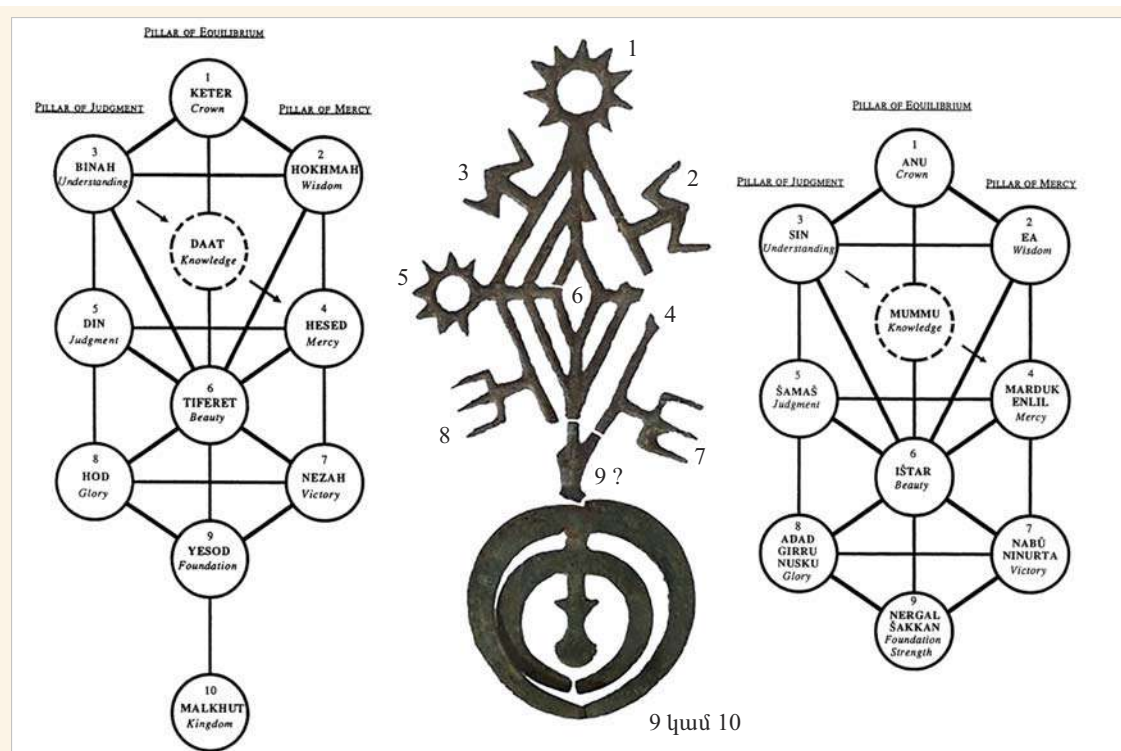 PILLAR OF EQUILIBRIUM
1
KETER
Crown
PILLAR OF JUDGMENT
PILLAR OF MERCY
3
BINAH
Understanding
2
HOKHMAH
Wisdom
DAAT
Knowledge
5
DIN
Judgment
4
HESED
Mercy
6
TIFERET
Beauty
8
HOD
Glory
7
NEZAH
Victory
9
YESOD
Foundation
10
MALKHUT
Kingdom
1
3
2
5
6
4
8
7
9 ?
9 կամ 10
PILLAR OF EQUILIBRIUM
1
ANU
Crown
PILLAR OF JUDGMENT
PILLAR OF MERCY
3
SIN
Understanding
2
EA
Wisdom
MUMMU
Knowledge
5
ŠAMAŠ
Judgment
4
MARDUK
ENLIL
Mercy
6
IŠTAR
Beauty
8
ADAD
GIRRU
NUSKU
Glory
7
NABÛ
NINURTA
Victory
9
NERGAL
ŠAKKAN
Foundation
Strength